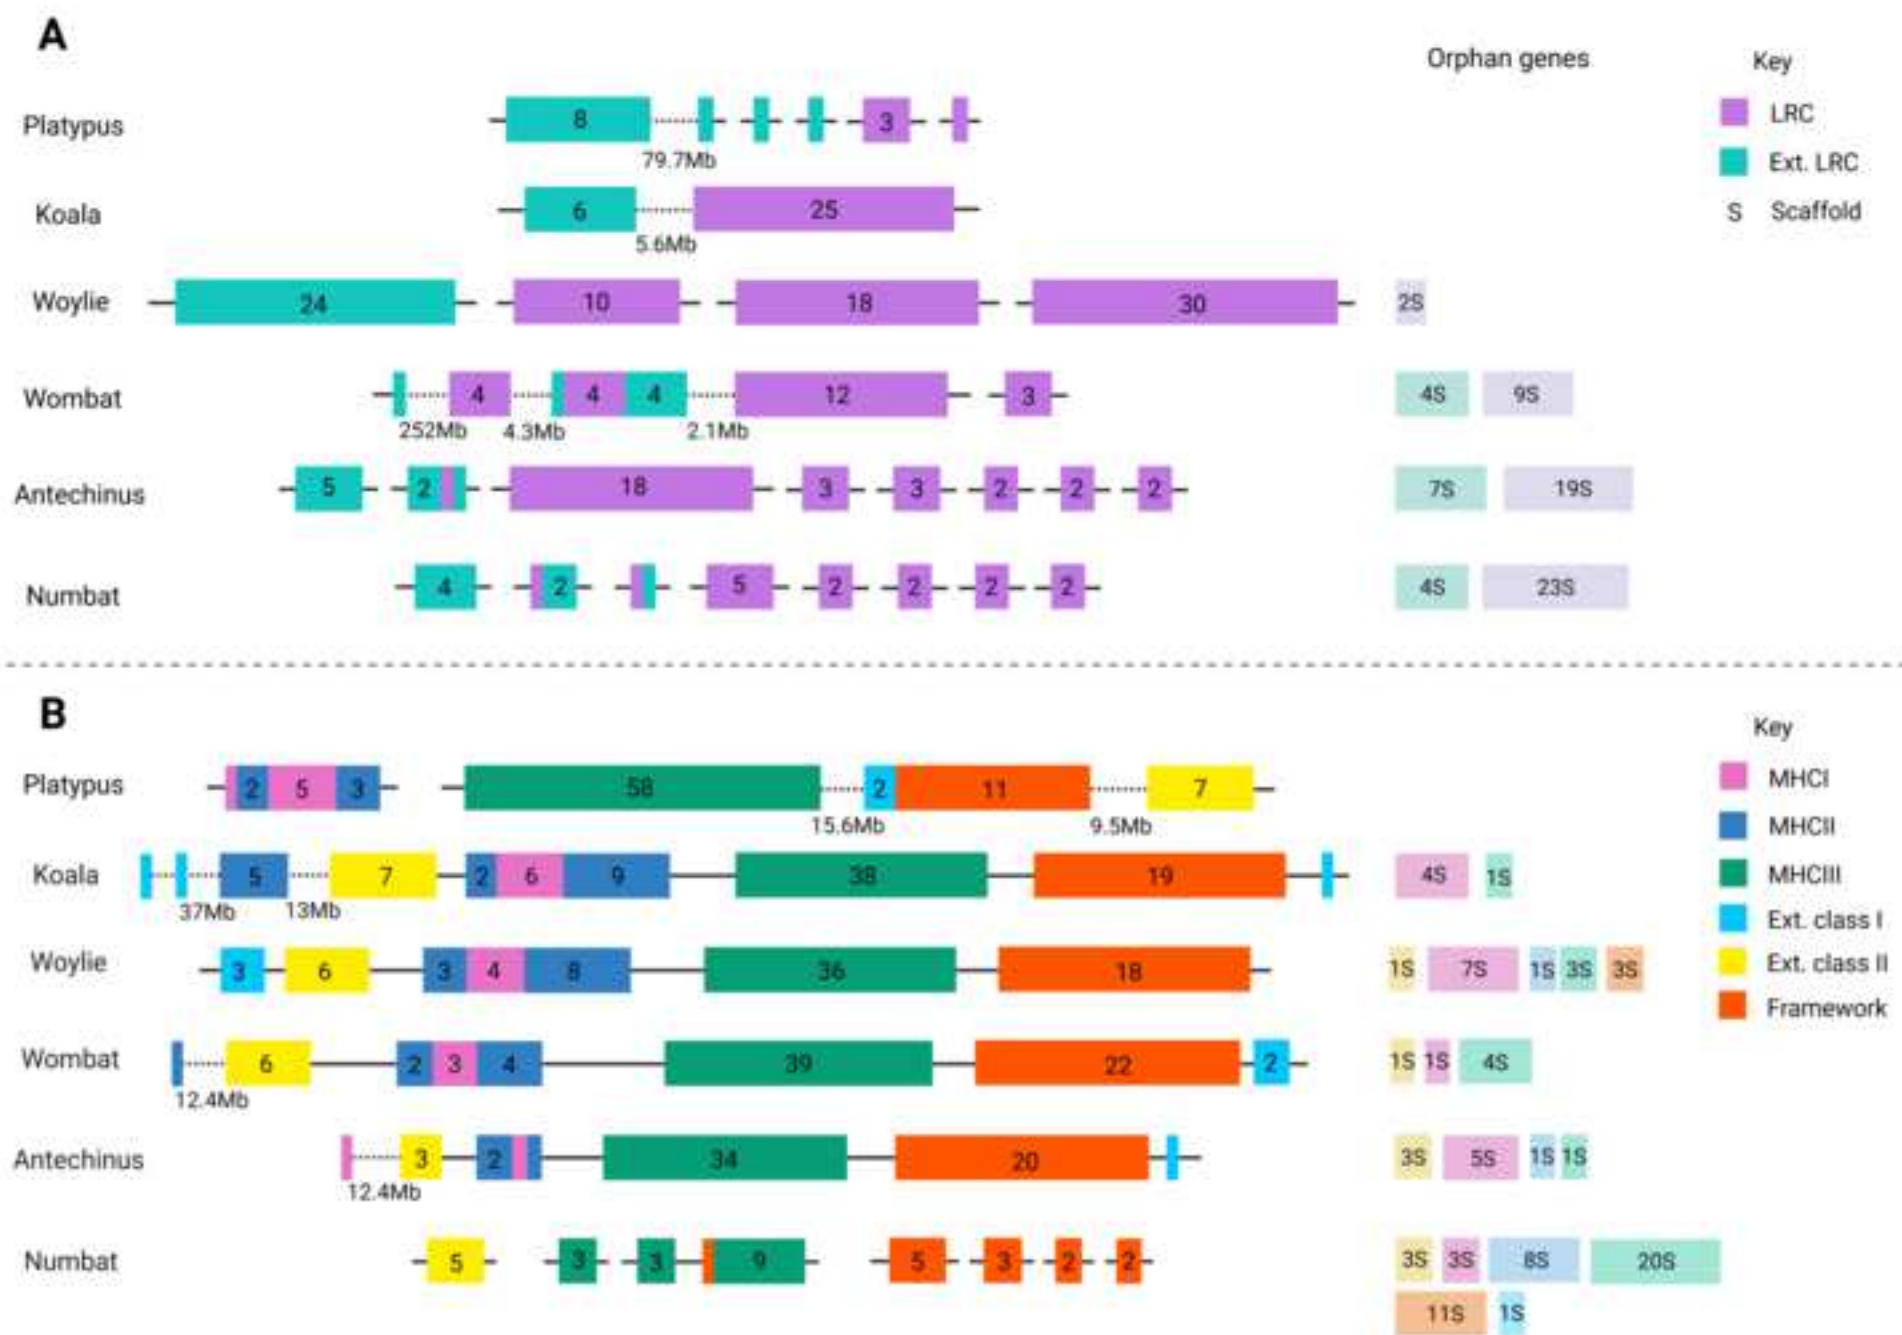 A
Orphan genes
Key
Platypus 8 3 LRC
79.7Mb
Ext. LRC
Koala 6 25 S Scaffold
5.6Mb
Woylie 24 10 18 30 2S
Wombat 4 4 4 12 3 4S 9S
252Mb 4.3Mb 2.1Mb
Antechinus 5 2 18 3 3 2 2 2 7S 19S
Numbat 4 2 5 2 2 2 2 4S 23S
B
Key
Platypus 2 5 3 58 2 11 7 MHCI
15.6Mb 9.5Mb MHCII
Koala 5 7 2 6 9 38 19 4S 1S MHCIII
37Mb 13Mb Ext. class I
Woylie 3 6 3 4 8 36 18 1S 7S 1S 3S 3S Ext. class II
Framework
Wombat 6 2 3 4 39 22 2 1S 1S 4S
12.4Mb
Antechinus 3 2 34 20 3S 5S 1S 1S
12.4Mb
Numbat 5 3 3 9 5 3 2 2 3S 3S 8S 20S
11S 1S